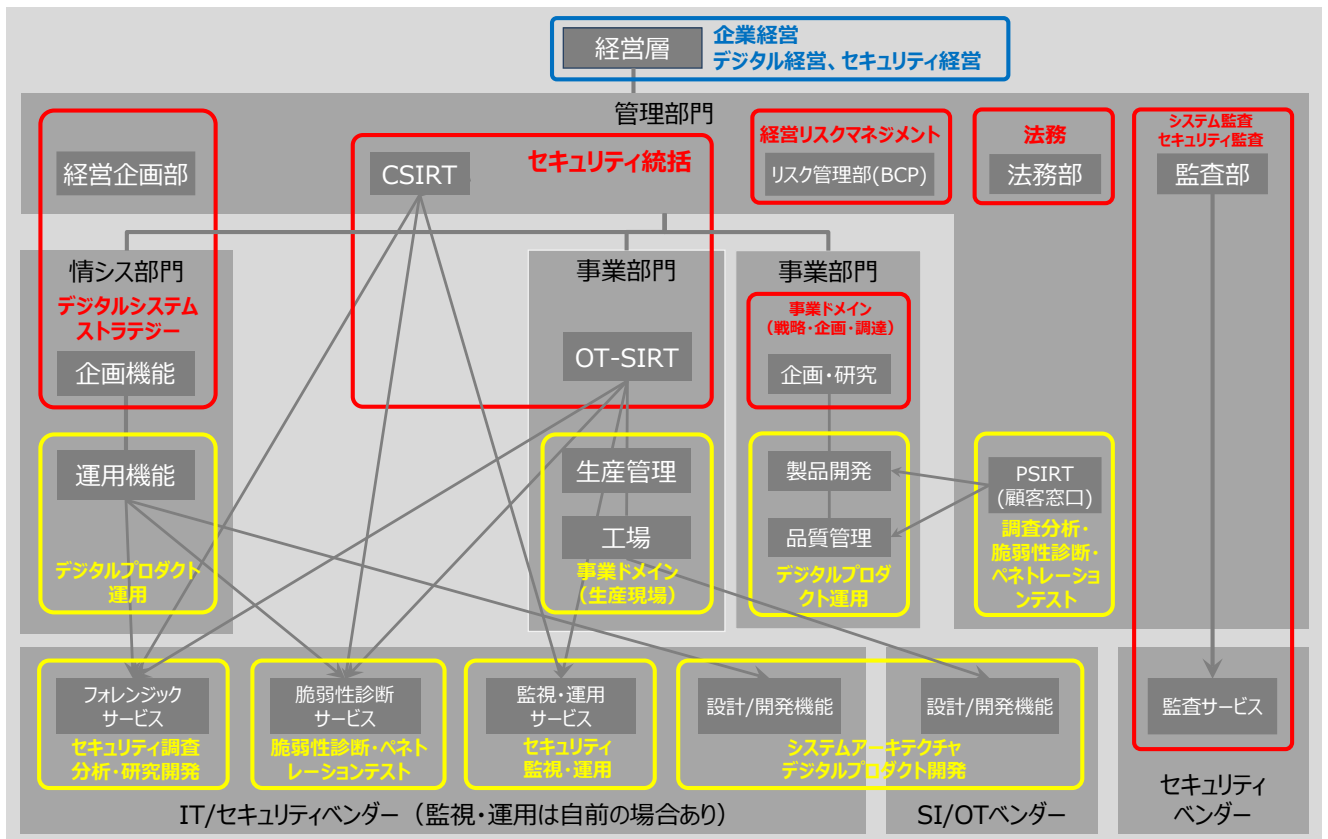 経営層
企業経営
デジタル経営、セキュリティ経営
管理部門
経営企画部
CSIRT
セキュリティ統括
経営リスクマネジメント
リスク管理部(BCP)
法務
法務部
システム監査
セキュリティ監査
監査部
情シス部門
デジタルシステム
ストラテジー
企画機能
事業部門
OT-SIRT
事業部門
事業ドメイン
（戦略・企画・調達）
企画・研究
運用機能
デジタルプロダクト
運用
生産管理
工場
事業ドメイン
（生産現場）
製品開発
品質管理
デジタルプロダ
クト運用
PSIRT
(顧客窓口)
調査分析・
脆弱性診断・
ペネトレーショ
ンテスト
フォレンジック
サービス
セキュリティ調査
分析・研究開発
脆弱性診断
サービス
脆弱性診断・ペネト
レーションテスト
監視・運用
サービス
セキュリティ
監視・運用
設計/開発機能
設計/開発機能
システムアーキテクチャ
デジタルプロダクト開発
監査サービス
IT/セキュリティベンダー（監視・運用は自前の場合あり）
SI/OTベンダー
セキュリティ
ベンダー